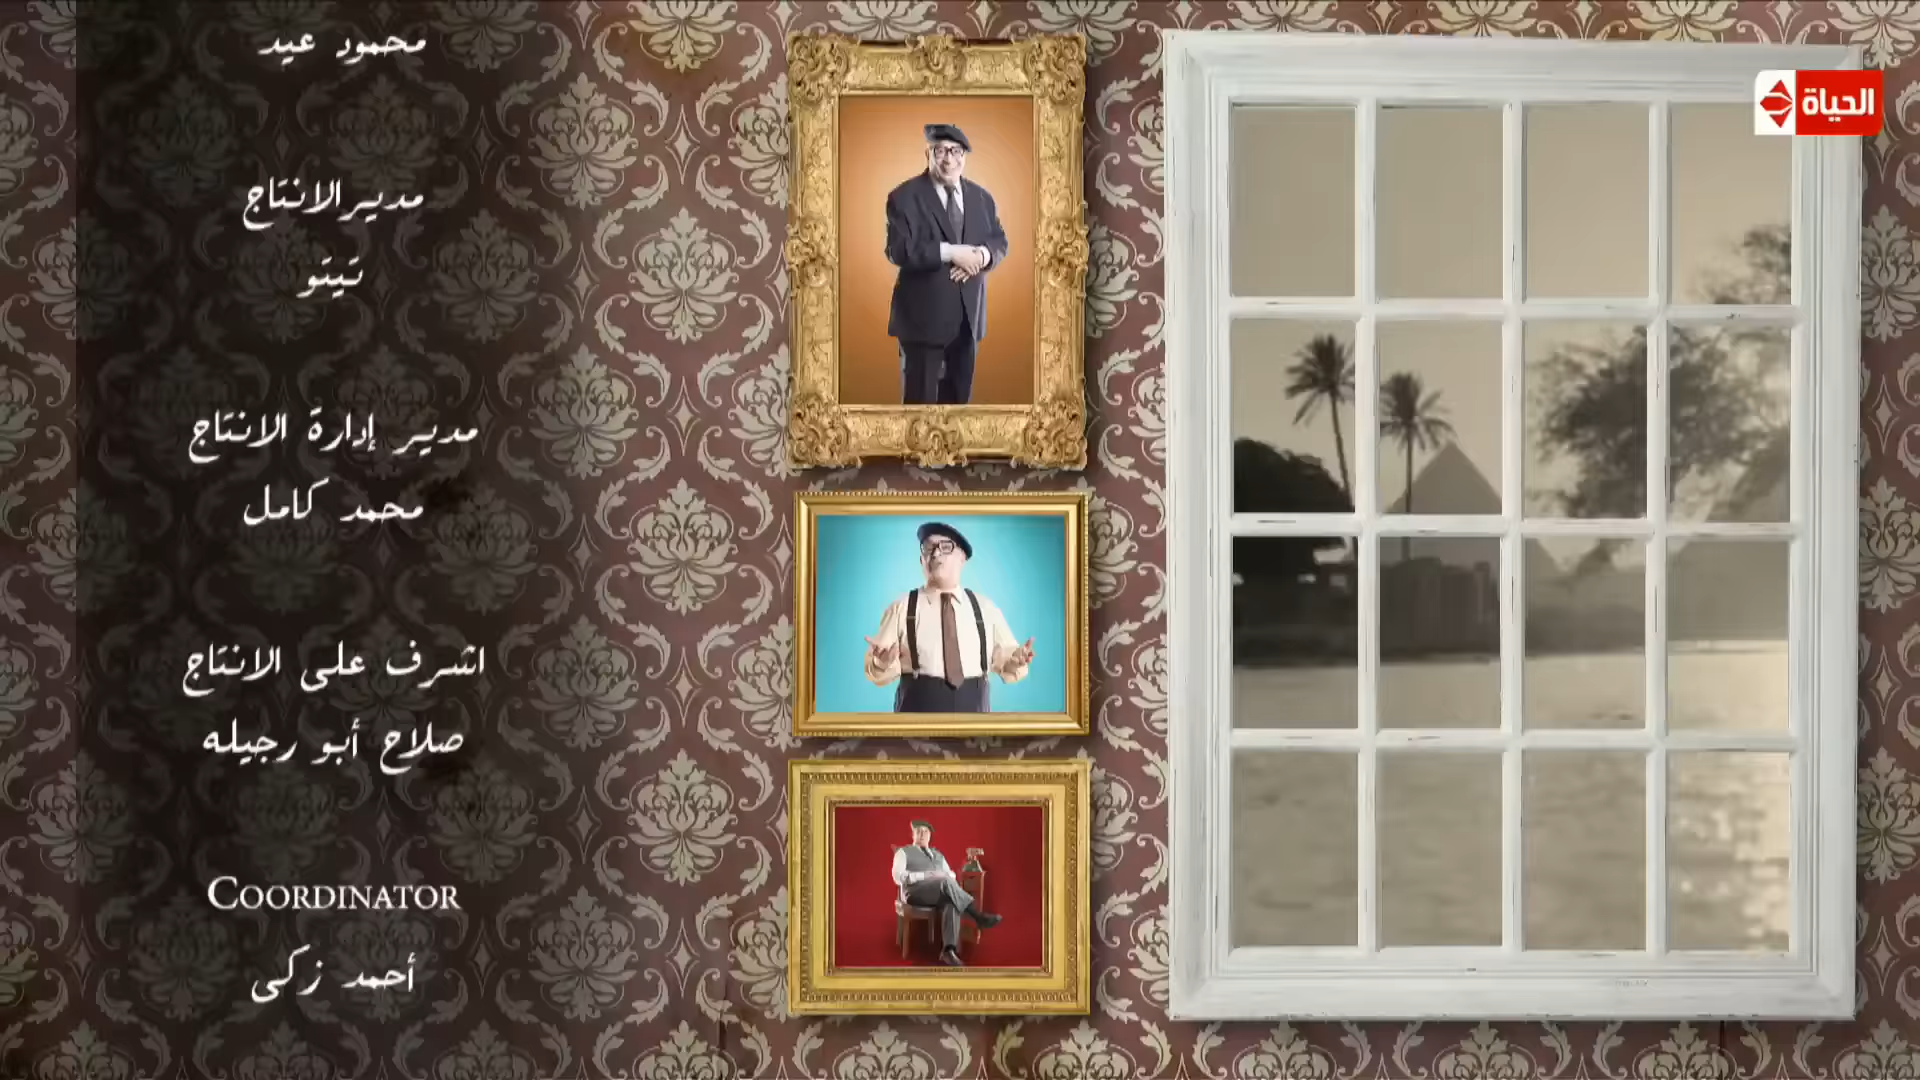 محمود عيد
الحياة
مدير الانتاج
تيتو
مدير إدارة الانتاج
محمد كامل
اشرف على الانتاج
صلاح أبو رجيله
COORDINATOR
أحمد زكى